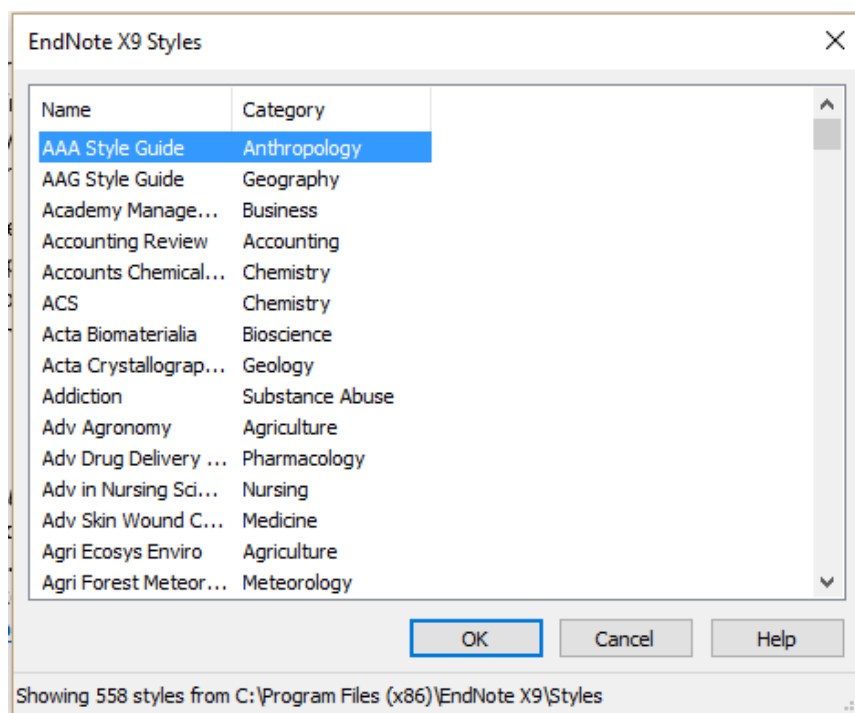 EndNote X9 Styles
Name Category
AAA Style Guide Anthropology
AAG Style Guide Geography
Academy Manage... Business
Accounting Review Accounting
Accounts Chemical... Chemistry
ACS Chemistry
Acta Biomaterialia Bioscience
Acta Crystallograp... Geology
Addiction Substance Abuse
Adv Agronomy Agriculture
Adv Drug Delivery ... Pharmacology
Adv in Nursing Sci... Nursing
Adv Skin Wound C... Medicine
Agri Ecosys Enviro Agriculture
Agri Forest Meteor... Meteorology
OK Cancel Help
Showing 558 styles from C:\Program Files (x86)\EndNote X9\Styles